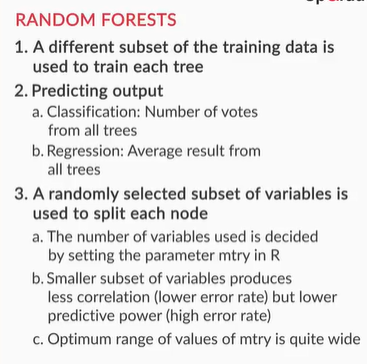 RANDOM FORESTS
1. A different subset of the training data is
used to train each tree
2. Predicting output
a. Classification: Number of votes
from all trees
b. Regression: Average result from
all trees
3. A randomly selected subset of variables is
used to split each node
a. The number of variables used is decided
by setting the parameter mtry in R
b. Smaller subset of variables produces
less correlation (lower error rate) but lower
predictive power (high error rate)
c. Optimum range of values of mtry is quite wide